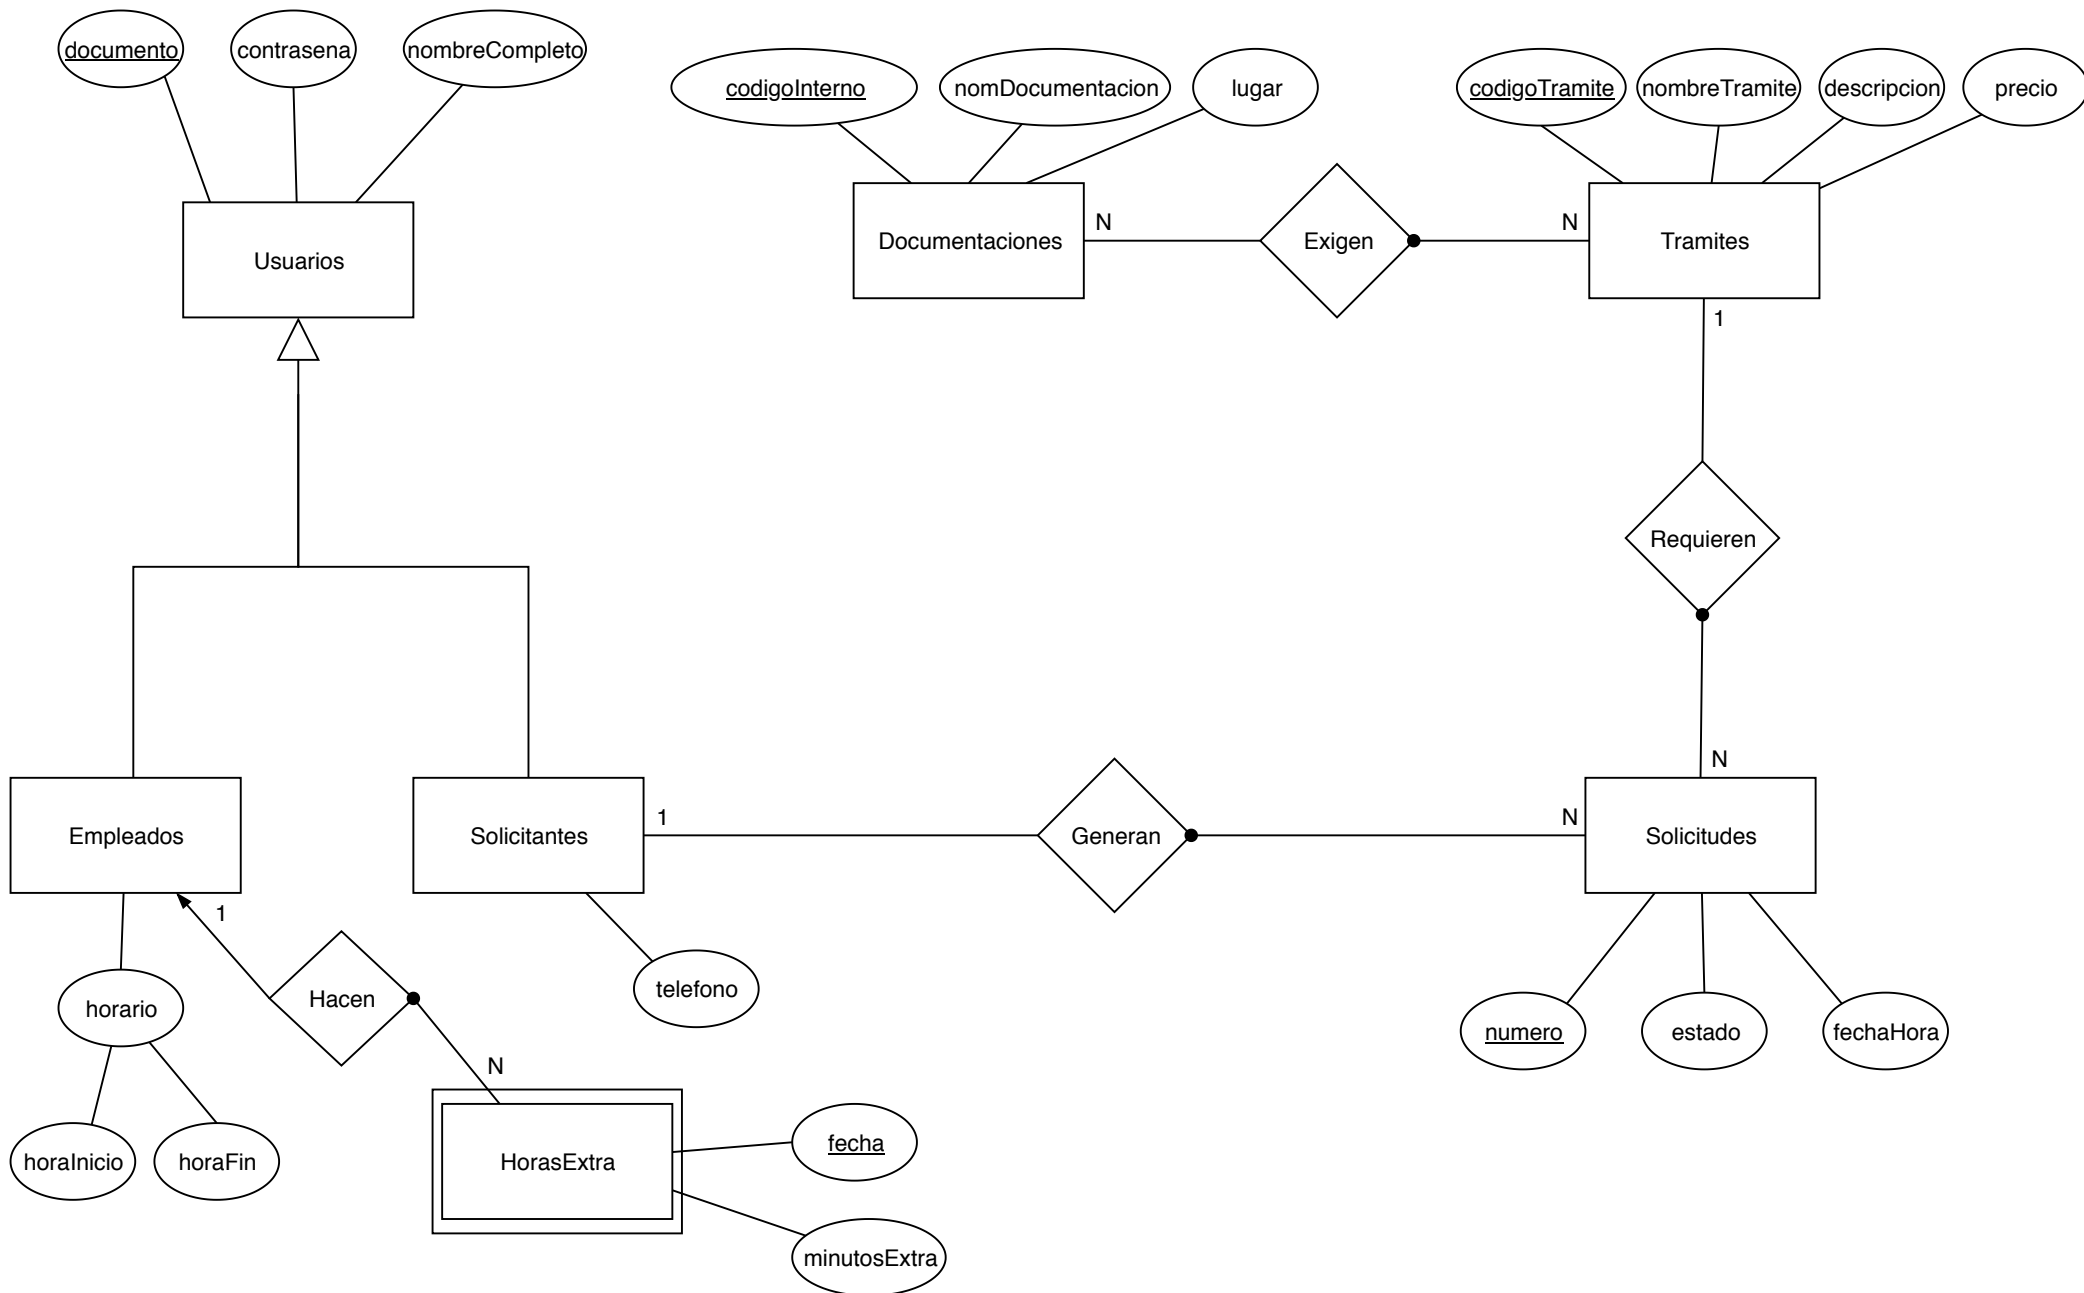 documento
contrasena
nombreCompleto
codigoInterno
nomDocumentacion
lugar
codigoTramite
nombreTramite
descripcion
precio
Usuarios
Documentaciones
N
Exigen
N
Tramites
1
Requieren
N
Empleados
Solicitantes
1
Generan
N
Solicitudes
1
Hacen
N
horario
telefono
numero
estado
fechaHora
horaInicio
horaFin
HorasExtra
fecha
minutosExtra